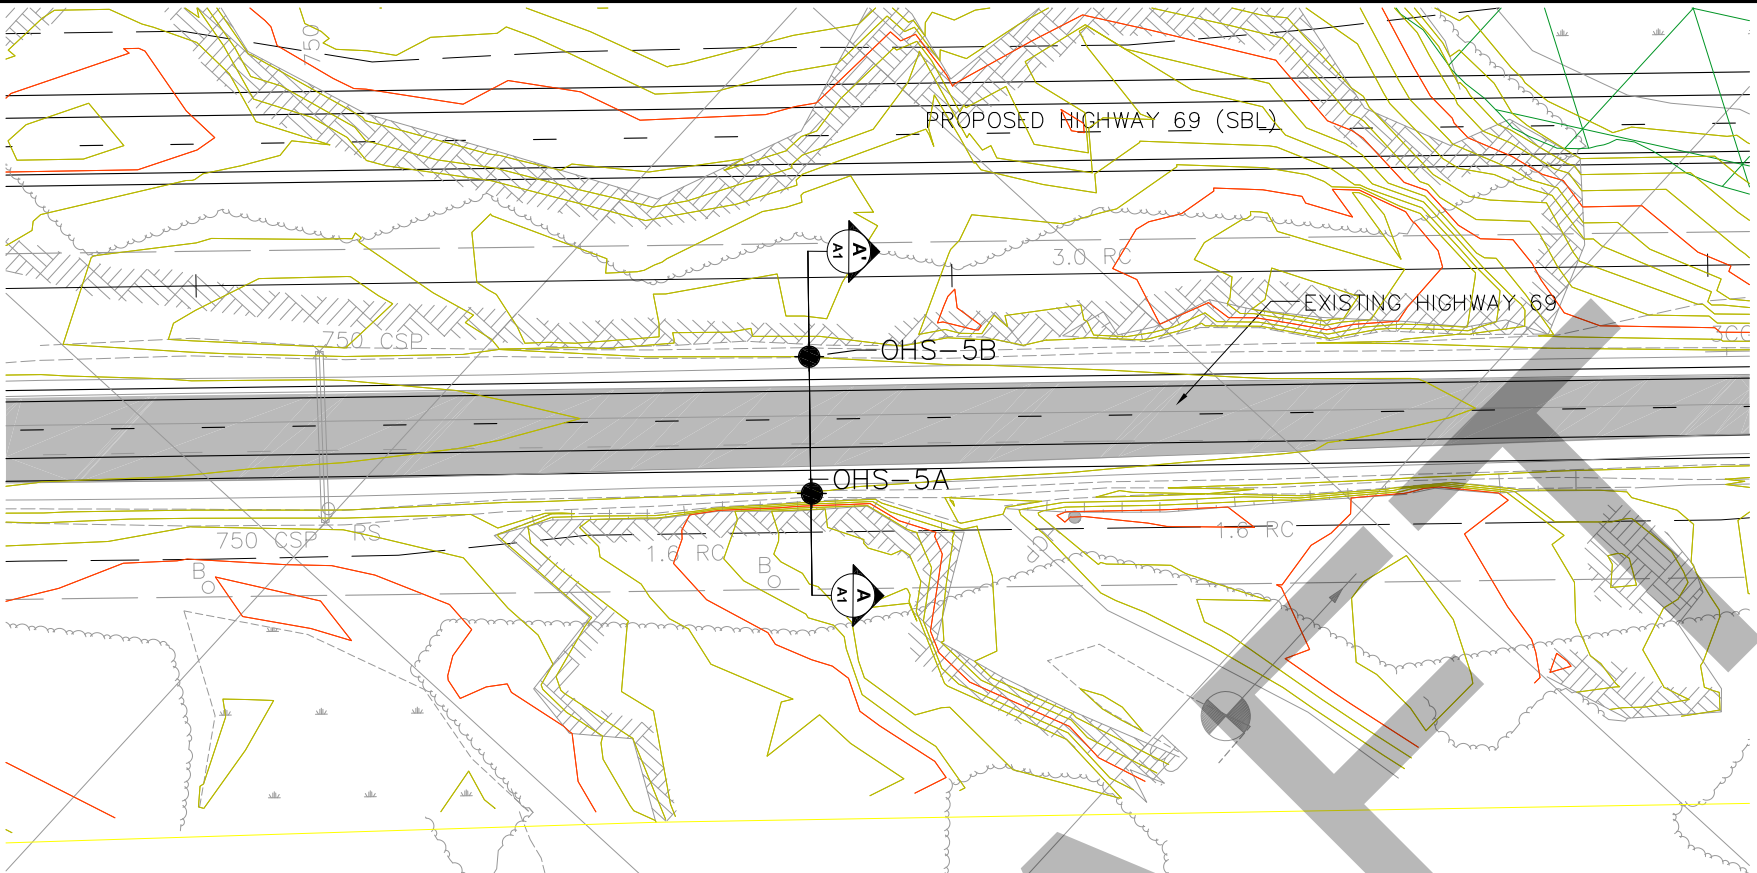 750
PROPOSED HIGHWAY 69 (SBL)
A1 A'
3.0 RC
EXISTING HIGHWAY 69
750 CSP
OHS-5B
OHS-5A
750 CSP
RS
1.6 RC
1.6 RC
B
B
A1 A